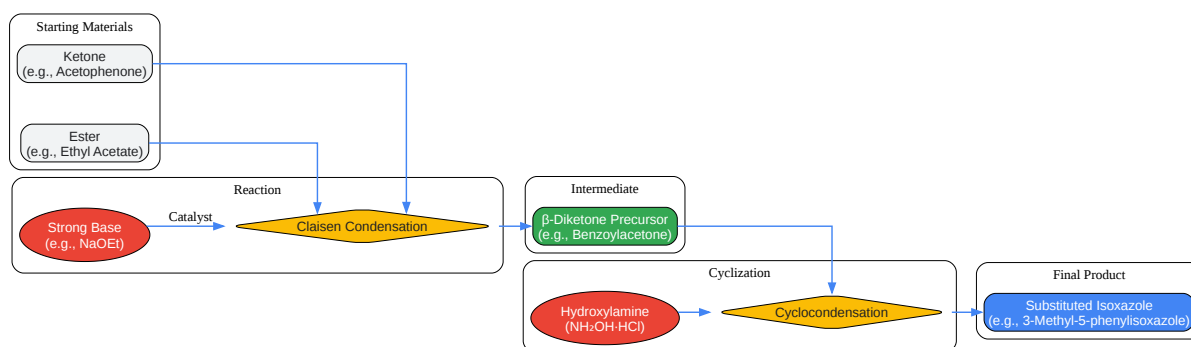 Starting Materials
Ketone
(e.g., Acetophenone)
Ester
(e.g., Ethyl Acetate)
Reaction
Strong Base
(e.g., NaOEt)
Catalyst
Claisen Condensation
Intermediate
β-Diketone Precursor
(e.g., Benzoylacetone)
Cyclization
Hydroxylamine
(NH₂OH·HCl)
Cyclocondensation
Final Product
Substituted Isoxazole
(e.g., 3-Methyl-5-phenylisoxazole)